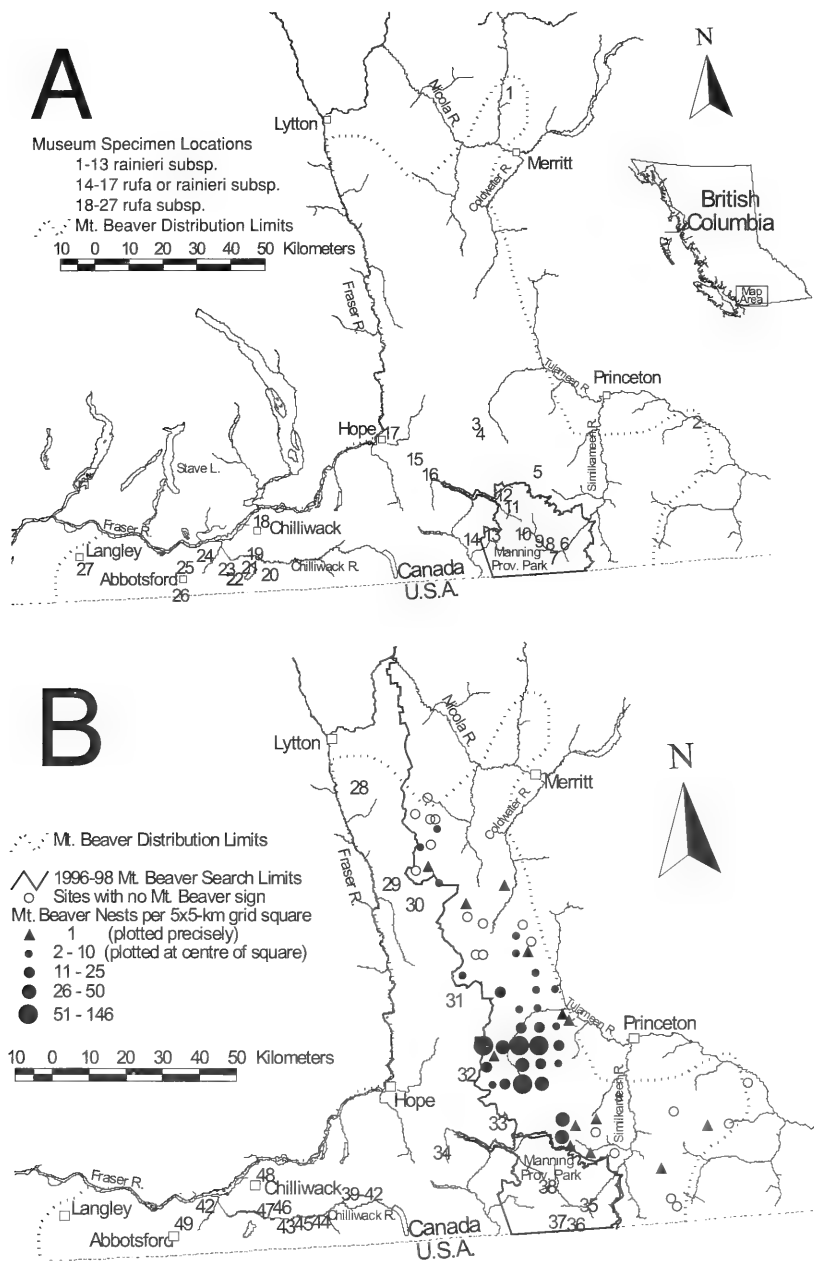 A
N
Nicola R.
1
Lytton
Museum Specimen Locations
1-13 rainieri subsp.
14-17 rufa or rainieri subsp.
18-27 rufa subsp.
Mt. Beaver Distribution Limits
10 0 10 20 30 40 50 Kilometers
Merritt
Coldwater R.
British
Columbia
Map
Area
Fraser R.
Tulameen R.
Princeton
2
Hope
17
3
4
Similkameen R.
15
5
16
Stave L.
12
11
18
Chilliwack
Fraser R.
14
13
10
9
8
6
Manning
Prov. Park
Langley
27
24
19
25
23
21
20
22
Chilliwack R.
Abbotsford
26
Canada
U.S.A.
B
N
Nicola R.
Lytton
28
Merritt
Coldwater R.
Mt. Beaver Distribution Limits
1996-98 Mt. Beaver Search Limits
Sites with no Mt. Beaver sign
Mt. Beaver Nests per 5x5-km grid square
1 (plotted precisely)
2 - 10 (plotted at centre of square)
11 - 25
26 - 50
51 - 146
Fraser R.
29
30
31
10 0 10 20 30 40 50 Kilometers
Tulameen R.
Princeton
32
Similkameen R.
Hope
33
34
Manning
Prov. Park
38
35
37
36
Fraser R.
48
Chilliwack
39-42
42
47
46
43
45
44
Chilliwack R.
Langley
49
Abbotsford
Canada
U.S.A.